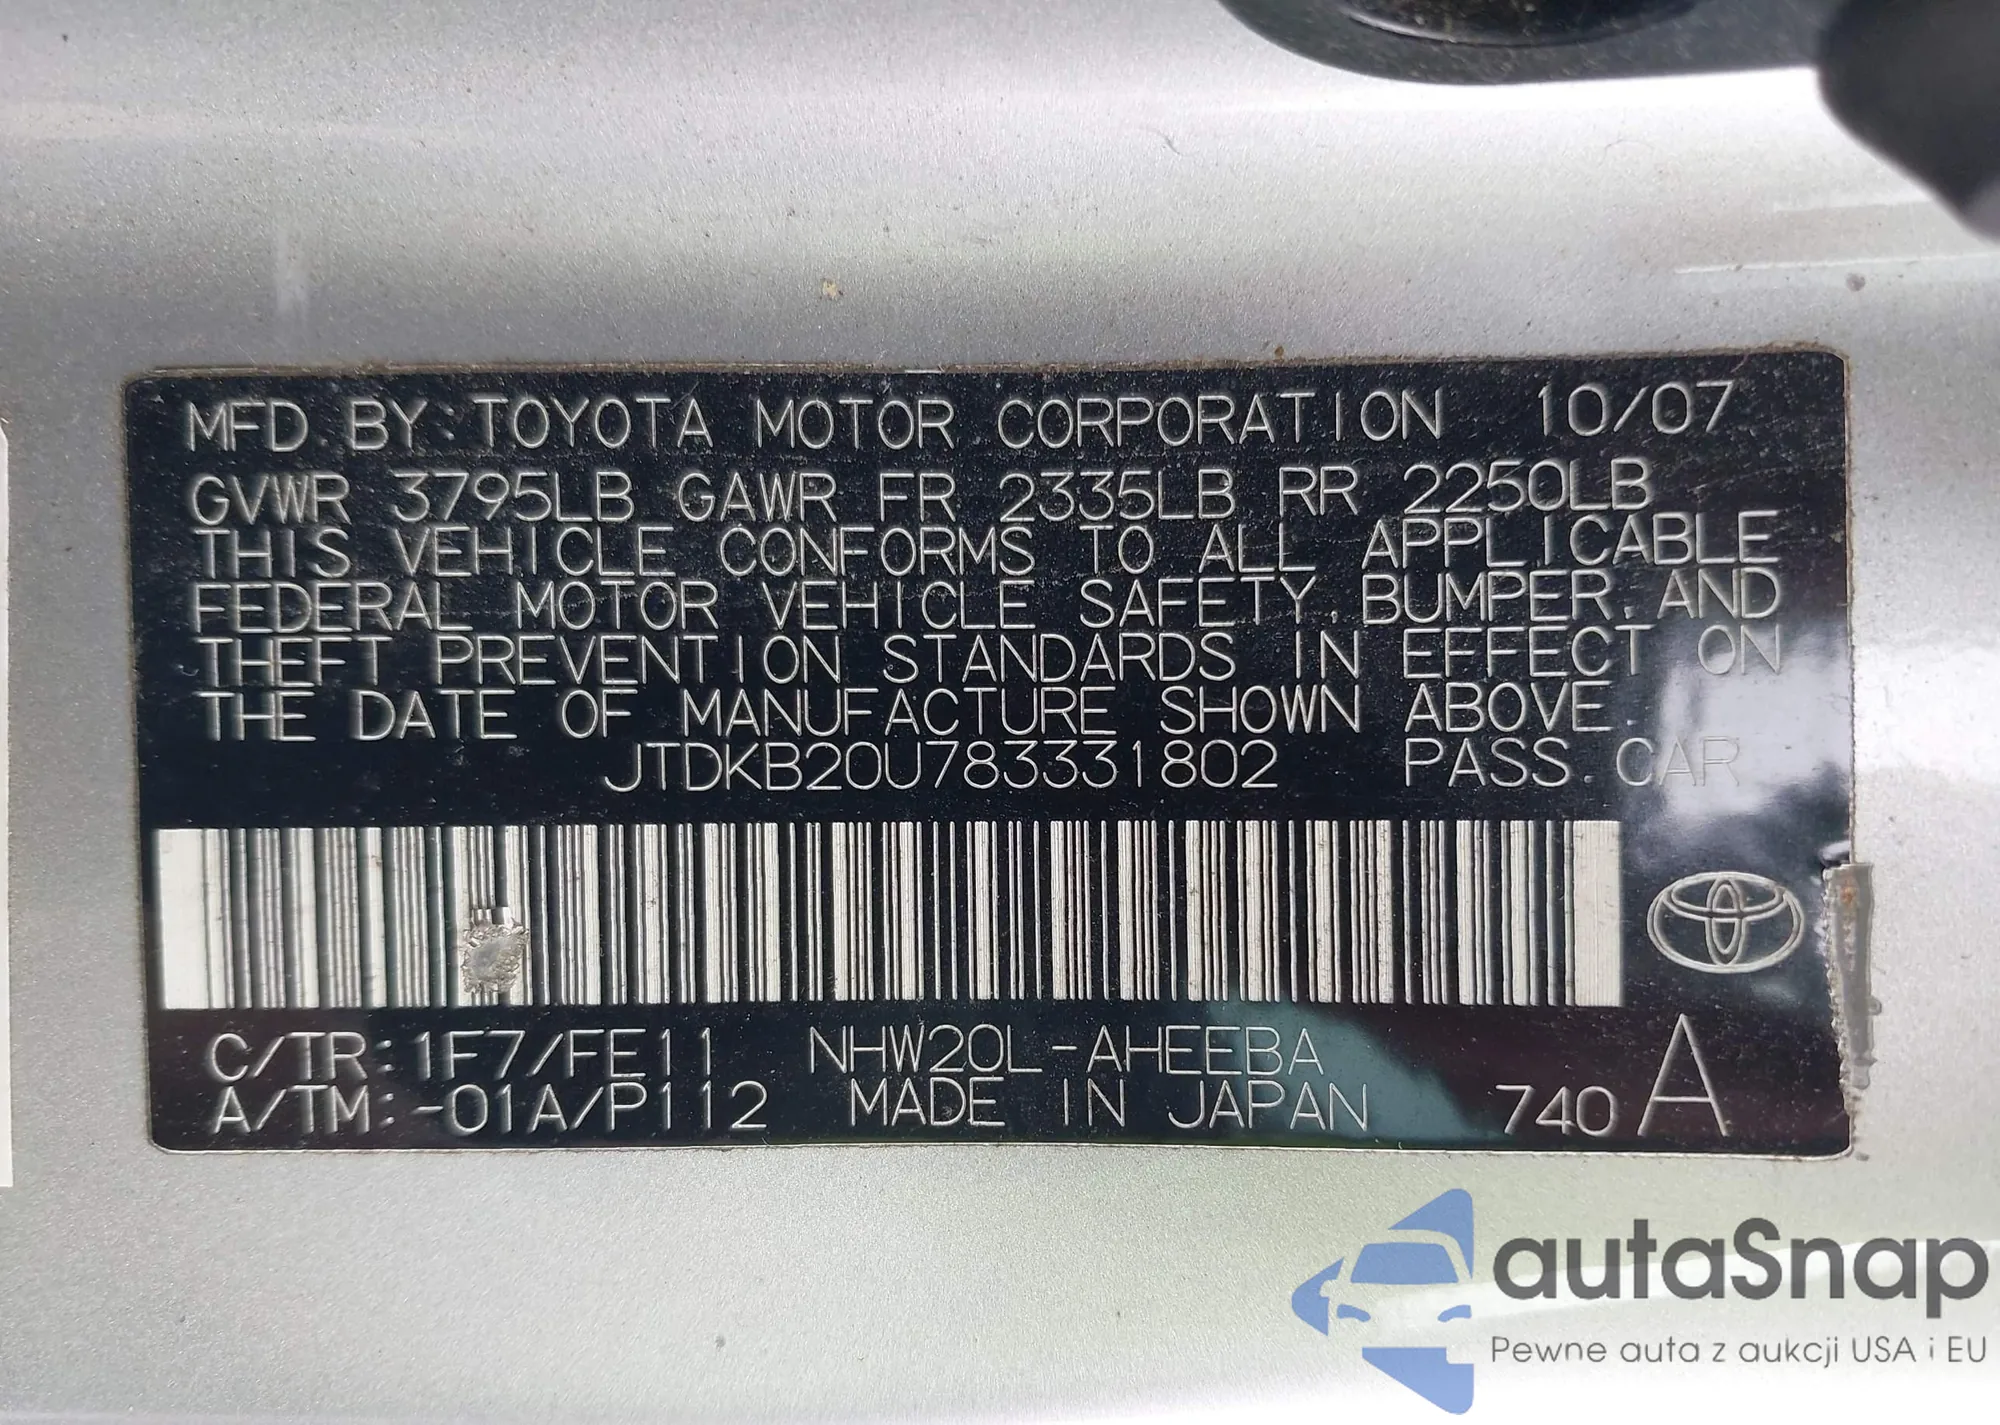 MFD. BY: TOYOTA MOTOR CORPORATION 10/07
GVWR 3795LB GAWR FR 2335LB RR 2250LB
THIS VEHICLE CONFORMS TO ALL APPLICABLE
FEDERAL MOTOR VEHICLE SAFETY, BUMPER, AND
THEFT PREVENTION STANDARDS IN EFFECT ON
THE DATE OF MANUFACTURE SHOWN ABOVE.
JTDKB20U783331802 PASS. CAR
C/TR: 1F7/FE11 NHW20L-AHEEBA
A/TM: -01A/P112 MADE IN JAPAN 740 A
autaSnap
Pewne auta z aukcji USA i EU